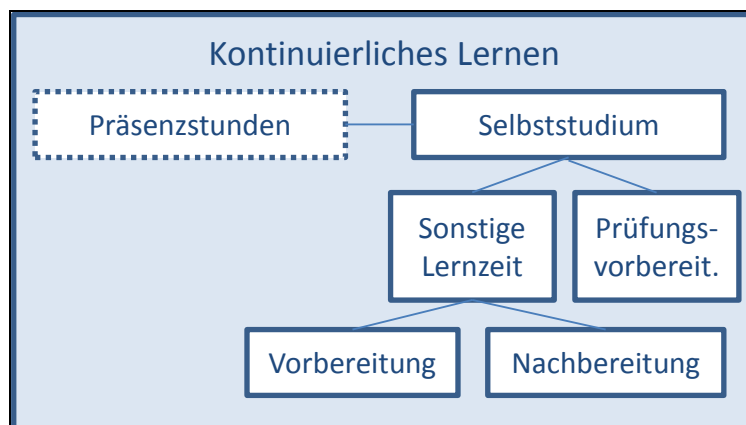 Kontinuierliches Lernen
Präsenzstunden
Selbststudium
Sonstige
Lernzeit
Prüfungs-
vorbereit.
Vorbereitung
Nachbereitung